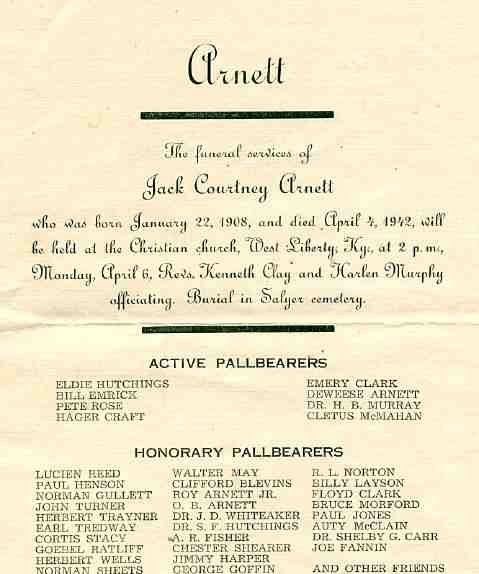 Arnett
The funeral services of
Jack Courtney Arnett
who was born January 22, 1908, and died April 4, 1942, will
be held at the Christian church, West Liberty, Ky., at 2 p. m.,
Monday, April 6, Revs. Kenneth Clay and Harlen Murphy
officiating. Burial in Salyer cemetery.
ACTIVE PALLBEARERS
ELDIE HUTCHINGS EMERY CLARK
BILL EMRICK DEWEESE ARNETT
PETE ROSE DR. H. B. MURRAY
HAGER CRAFT CLETUS McMAHAN
HONORARY PALLBEARERS
LUCIEN REED WALTER MAY R. L. NORTON
PAUL HENSON CLIFFORD BLEVINS BILLY LAYSON
NORMAN GULLETT ROY ARNETT JR. FLOYD CLARK
JOHN TURNER O. B. ARNETT BRUCE MORFORD
HERBERT TRAYNER DR. J. D. WHITEAKER PAUL JONES
EARL TREDWAY DR. S. F. HUTCHINGS AUTY McCLAIN
CORTIS STACY A. R. FISHER DR. SHELBY G. CARR
GOEBEL RATLIFF CHESTER SHEARER JOE FANNIN
HERBERT WELLS JIMMY HARPER
NORMAN SHEETS GEORGE GOFFIN AND OTHER FRIENDS